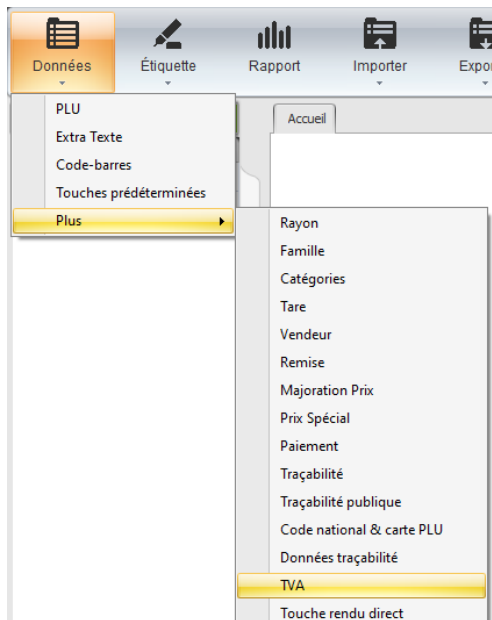 Données
Étiquette
Rapport
Importer
Expor
PLU
Extra Texte
Code-barres
Touches prédéterminées
Plus
Accueil
Rayon
Famille
Catégories
Tare
Vendeur
Remise
Majoration Prix
Prix Spécial
Paiement
Traçabilité
Traçabilité publique
Code national & carte PLU
Données traçabilité
TVA
Touche rendu direct